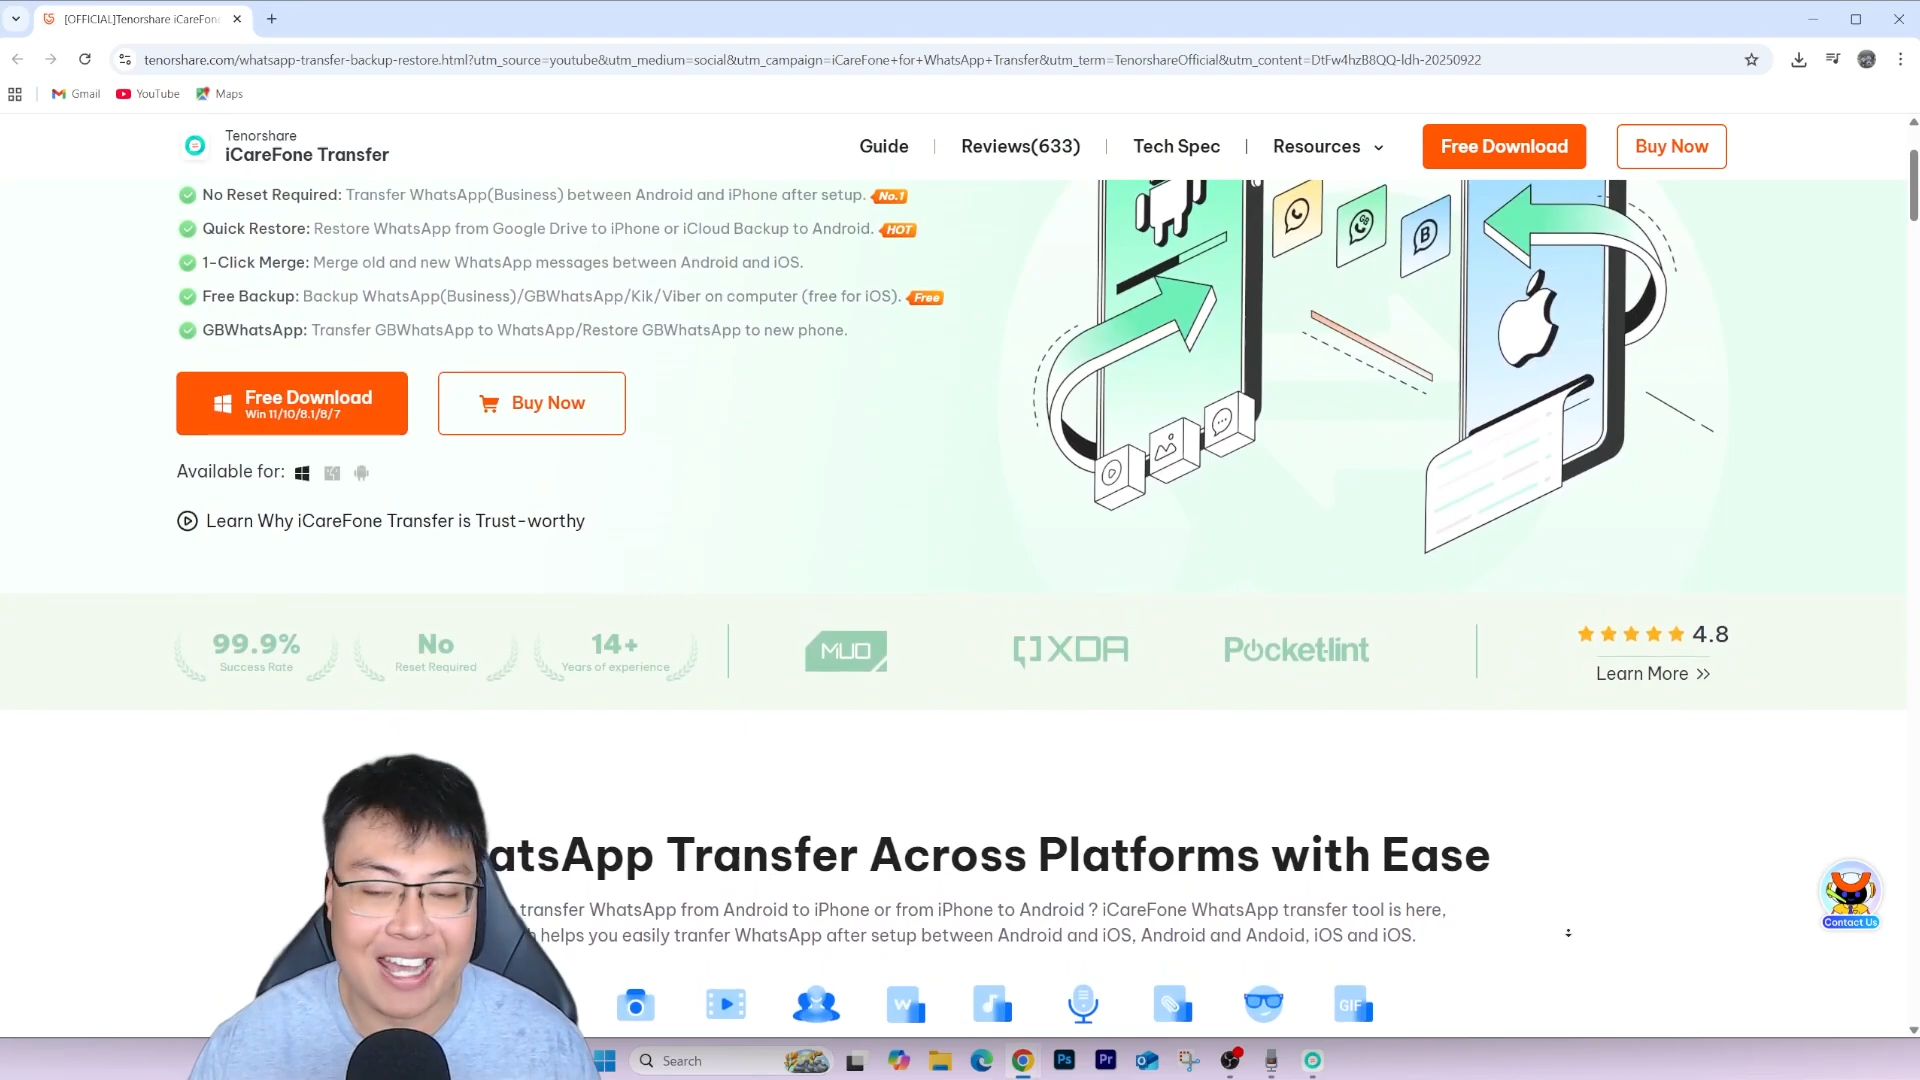 [OFFICIAL]Tenorshare iCareFon
tenorshare.com/whatsapp-transfer-backup-restore.html?utm_source=youtube&utm_medium=social&utm_campaign=iCareFone+for+WhatsApp+Transfer&utm_term=TenorshareOfficial&utm_content=DtFw4hzB8QQ-ldh-20250922
Gmail YouTube Maps
Tenorshare
iCareFone Transfer
Guide Reviews(633) Tech Spec Resources Free Download Buy Now
No Reset Required: Transfer WhatsApp(Business) between Android and iPhone after setup. No.1
Quick Restore: Restore WhatsApp from Google Drive to iPhone or iCloud Backup to Android. HOT
1-Click Merge: Merge old and new WhatsApp messages between Android and iOS.
Free Backup: Backup WhatsApp(Business)/GBWhatsApp/Kik/Viber on computer (free for iOS). Free
GBWhatsApp: Transfer GBWhatsApp to WhatsApp/Restore GBWhatsApp to new phone.
Free Download
Win 11/10/8.1/8/7
Buy Now
Available for:
Learn Why iCareFone Transfer is Trust-worthy
99.9% Success Rate
No Reset Required
14+ Years of experience
MUO XDA Pocket-lint
4.8
Learn More >>
atsApp Transfer Across Platforms with Ease
transfer WhatsApp from Android to iPhone or from iPhone to Android ? iCareFone WhatsApp transfer tool is here,
h helps you easily tranfer WhatsApp after setup between Android and iOS, Android and Andoid, iOS and iOS.
Contact Us
W GIF
Search
Ps Pr